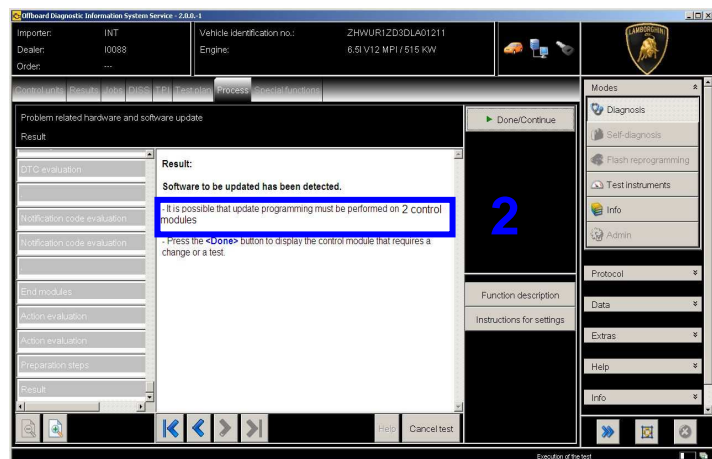 Offboard Diagnostic Information System Service - 2.0.0.-1
Importer: INT
Dealer: I0088
Order: ---
Vehicle identification no.: ZHWUR1ZD3DLA01211
Engine: 6.5l V12 MPI / 515 KW
LAMBORGHINI
Control units Results Jobs DISS TPI Test plan Process Special functions
Problem related hardware and software update
Result
Done/Continue
DTC evaluation
Notification code evaluation
Notification code evaluation
End modules
Action evaluation
Action evaluation
Preparation steps
Result
Result:
Software to be updated has been detected.
- It is possible that update programming must be performed on 2 control
modules
- Press the <Done> button to display the control module that requires a
change or a test.
2
Function description
Instructions for settings
Help
Cancel test
Modes
Diagnosis
Self-diagnosis
Flash reprogramming
Test instruments
Info
Admin
Protocol
Data
Extras
Help
Info
Execution of the test